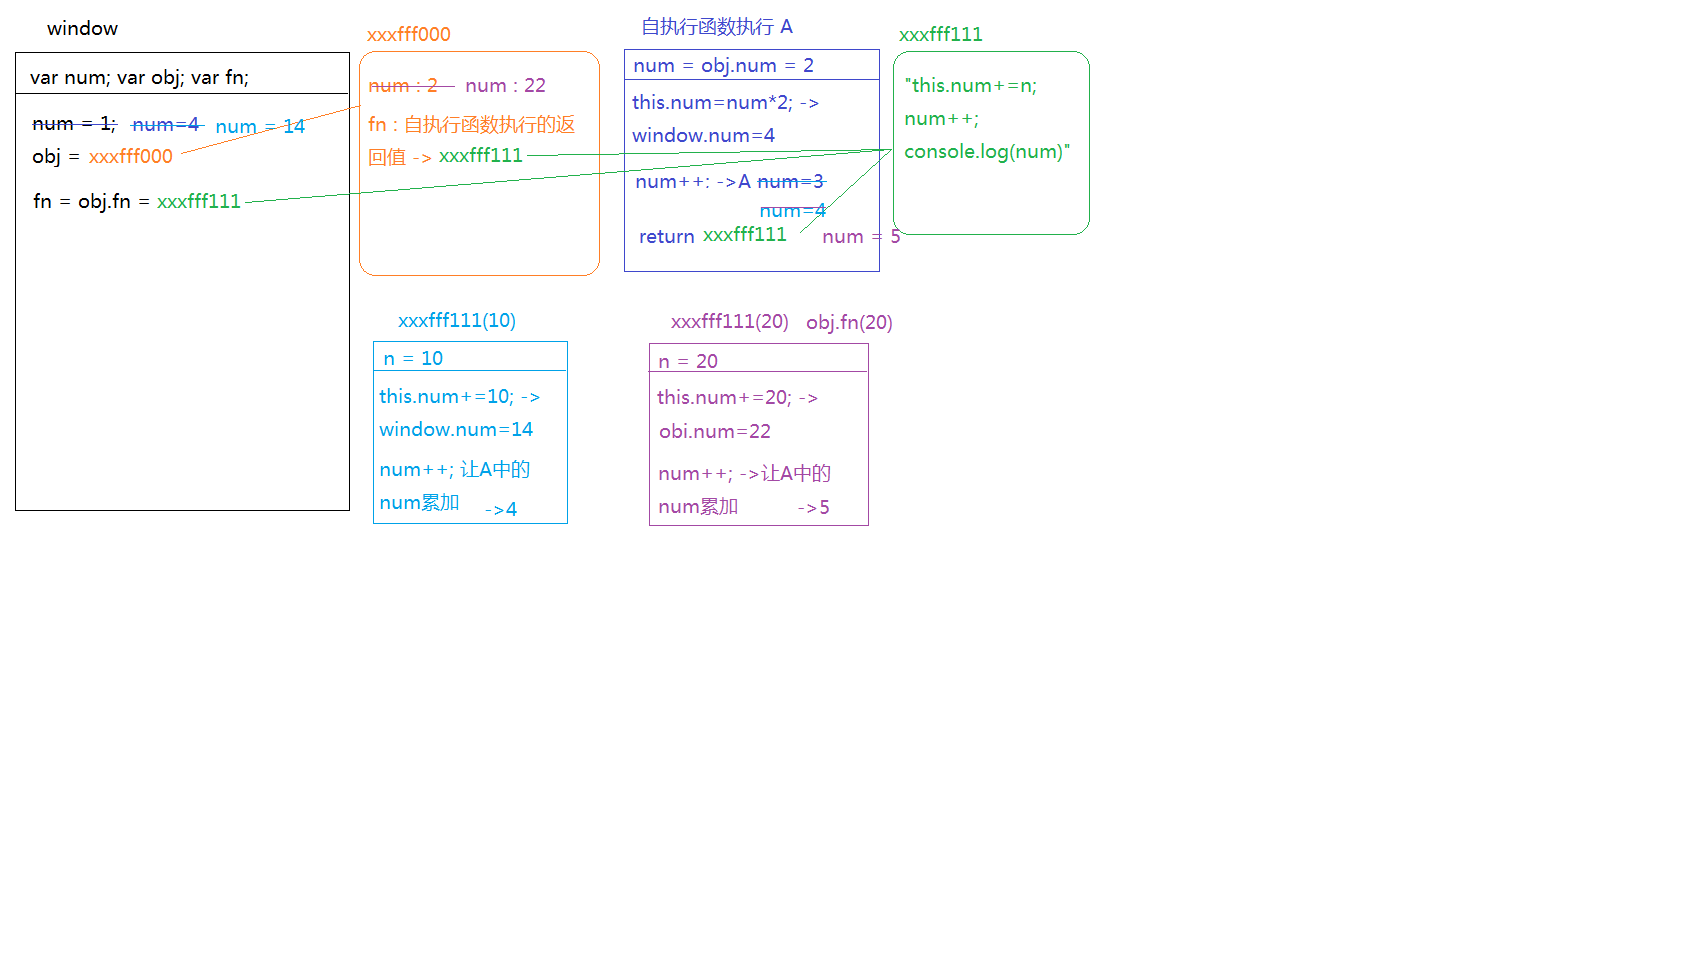 window
var num; var obj; var fn;
num = 1; num=4 num = 14
obj = xxxfff000
fn = obj.fn = xxxfff111
xxxfff000
num : 2 num : 22
fn : 自执行函数执行的返
回值 -> xxxfff111
自执行函数执行 A
num = obj.num = 2
this.num=num*2; ->
window.num=4
num++: ->A num=3
num=4
return xxxfff111 num = 5
xxxfff111
"this.num+=n;
num++;
console.log(num)"
xxxfff111(10)
n = 10
this.num+=10; ->
window.num=14
num++; 让A中的
num累加 ->4
xxxfff111(20) obj.fn(20)
n = 20
this.num+=20; ->
obi.num=22
num++; ->让A中的
num累加 ->5